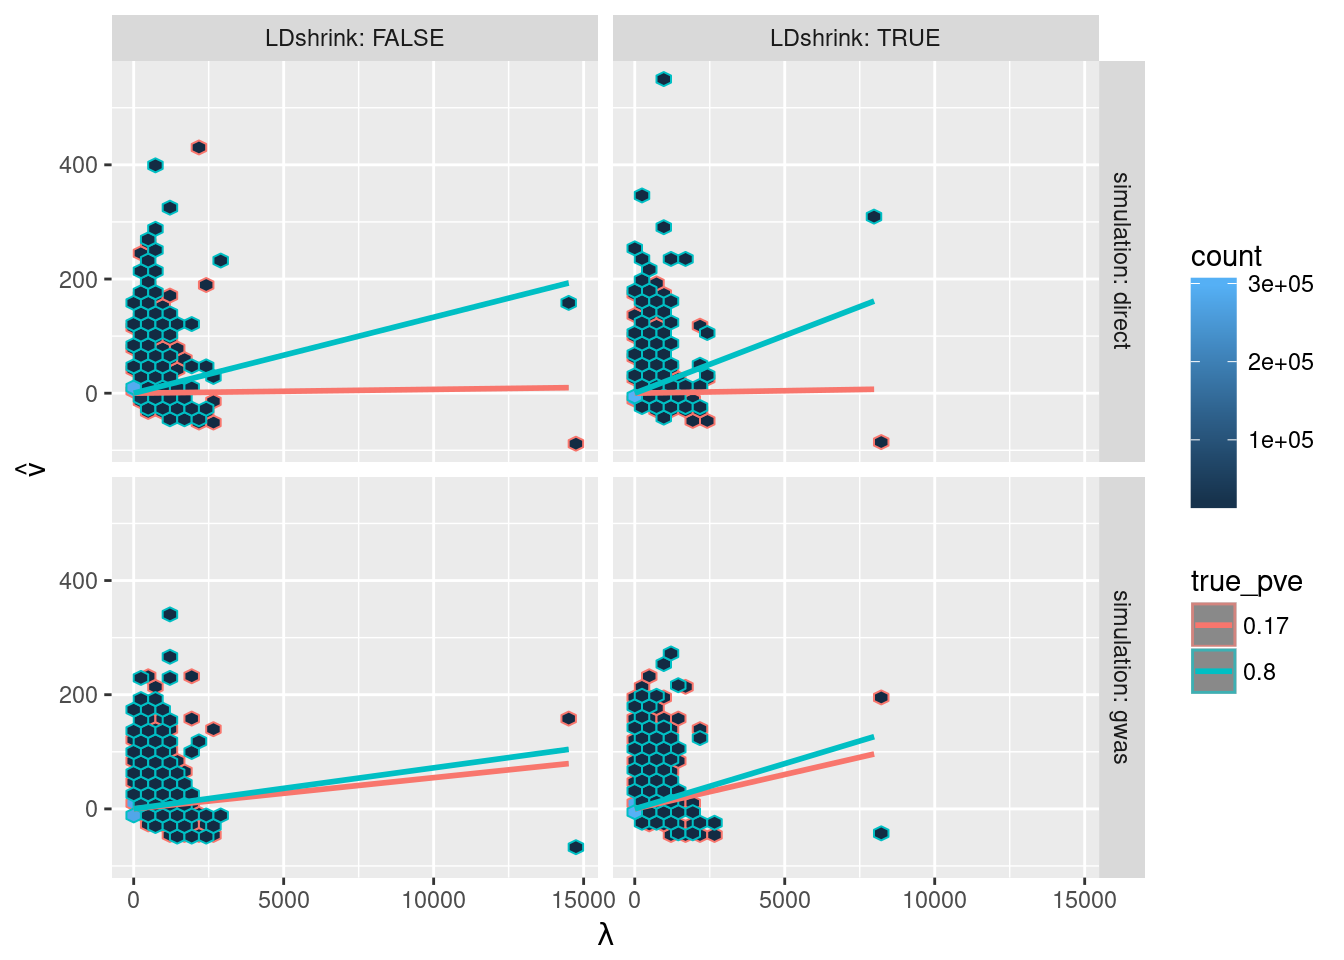 LDshrink: FALSE
LDshrink: TRUE
400
200
0
simulation: direct
400
200
0
simulation: gwas
0
5000
10000
15000
0
5000
10000
15000
λ
v̂
count
3e+05
2e+05
1e+05
true_pve
0.17
0.8